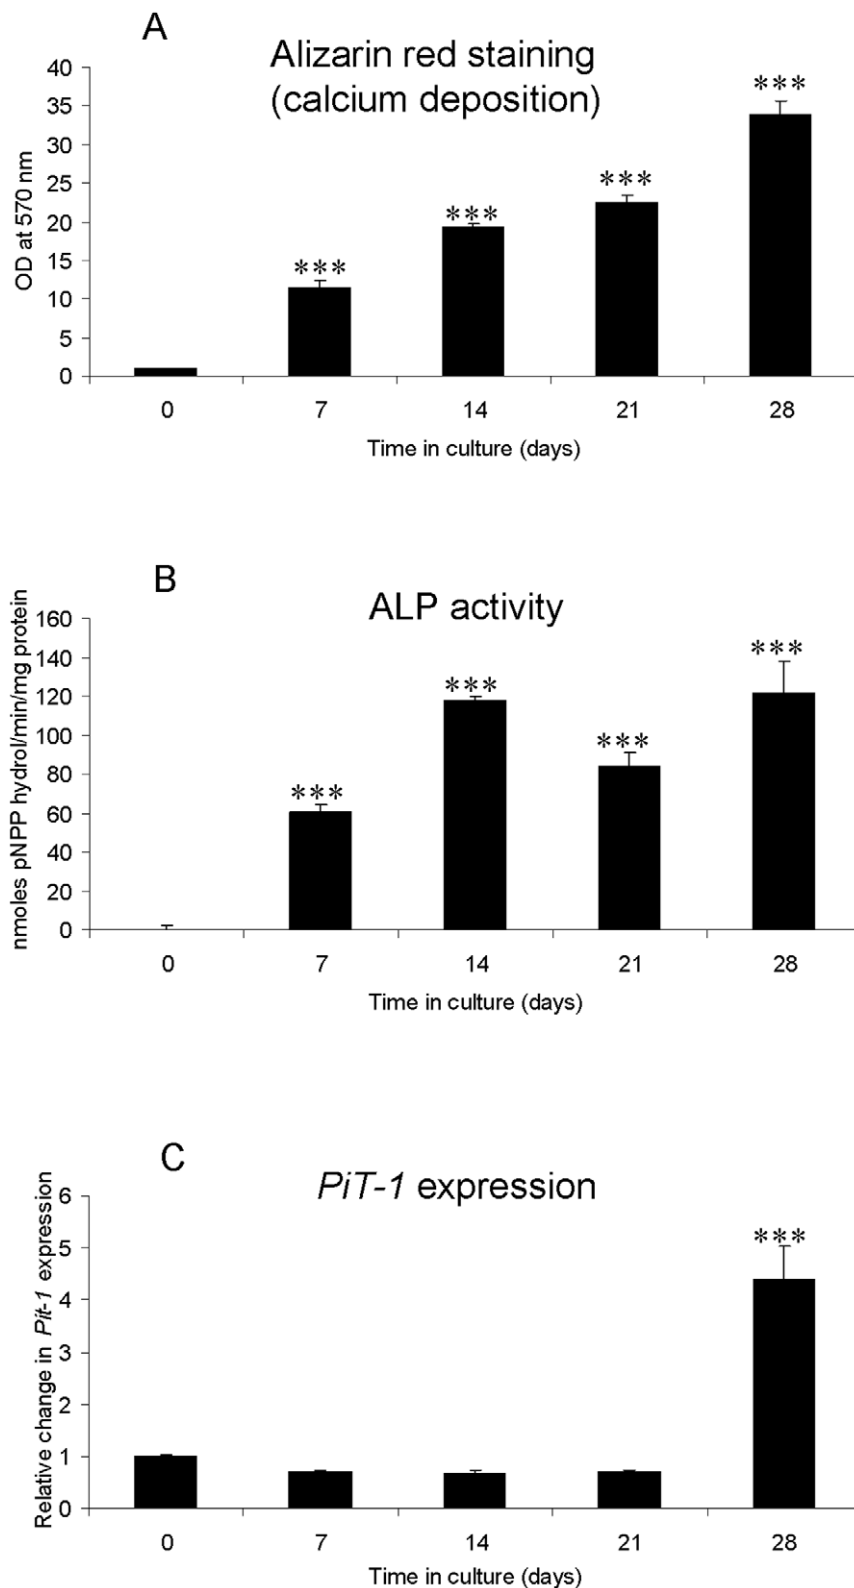 A
Alizarin red staining
(calcium deposition)
OD at 570 nm
40
35
30
25
20
15
10
5
0
***
***
***
***
0 7 14 21 28
Time in culture (days)
B
ALP activity
nmoles pNPP hydrol/min/mg protein
160
140
120
100
80
60
40
20
0
***
***
***
***
0 7 14 21 28
Time in culture (days)
C
PiT-1 expression
Relative change in Pit-1 expression
6
5
4
3
2
1
0
***
0 7 14 21 28
Time in culture (days)